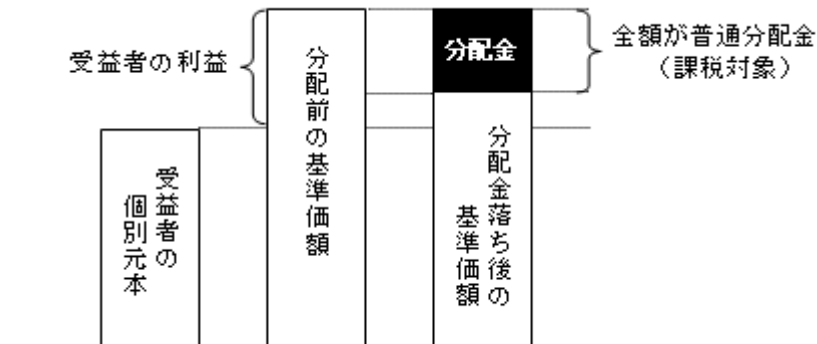 受益者の利益
分配前の基準価額
分配金
全額が普通分配金
（課税対象）
受益者の
個別元本
分配金落ち後の
基準価額